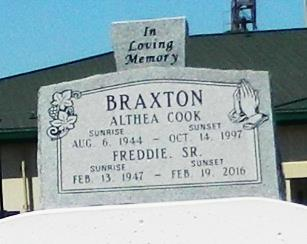 In
Loving
Memory
BRAXTON
ALTHEA COOK
SUNRISE SUNSET
AUG. 6, 1944 — OCT. 14, 1997
FREDDIE, SR.
SUNRISE SUNSET
FEB. 13, 1947 — FEB. 19, 2016